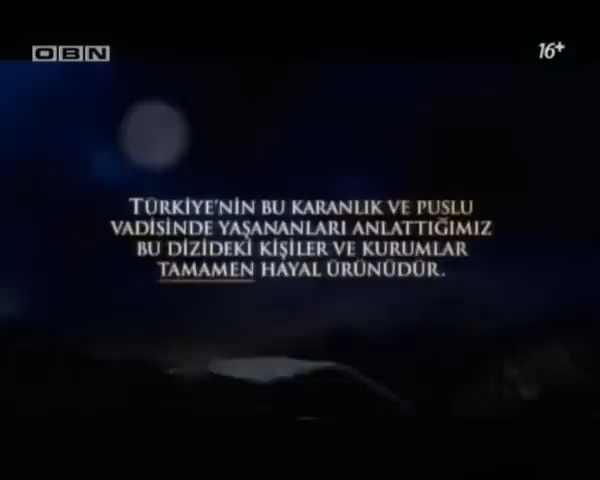 OBN
16+
TÜRKİYE'NİN BU KARANLIK VE PUSLU
VADİSİNDE YAŞANANLARI ANLATTIĞIMIZ
BU DİZİDEKİ KİŞİLER VE KURUMLAR
TAMAMEN HAYAL ÜRÜNÜDÜR.